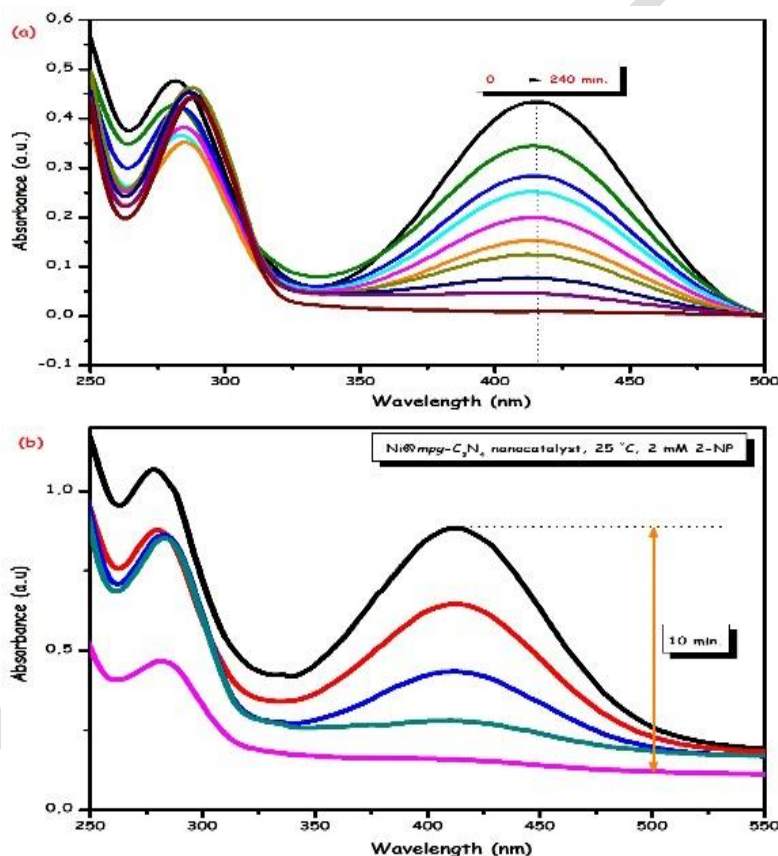 (a)
0,6
0,5
0,4
0,3
0,2
0,1
0,0
-0,1
Absorbance (a.u.)
0 – 240 min.
250 300 350 400 450 500
Wavelength (nm)
(b)
1,0
0,5
0,0
Absorbance (a.u)
Ni@mpg-C₃N₄ nanocatalyst, 25 °C, 2 mM 2-NP
10 min.
250 300 350 400 450 500 550
Wavelength (nm)